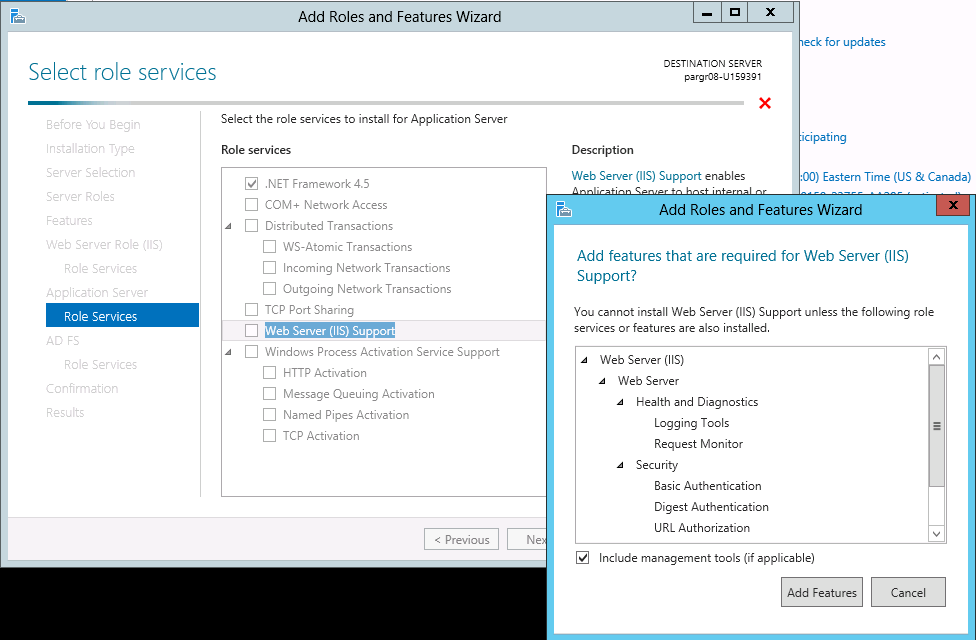 Add Roles and Features Wizard
Select role services
DESTINATION SERVER
pargr08-U159391
Before You Begin
Installation Type
Server Selection
Server Roles
Features
Web Server Role (IIS)
Role Services
Application Server
Role Services
AD FS
Role Services
Confirmation
Results
Select the role services to install for Application Server
Role services
.NET Framework 4.5
COM+ Network Access
Distributed Transactions
WS-Atomic Transactions
Incoming Network Transactions
Outgoing Network Transactions
TCP Port Sharing
Web Server (IIS) Support
Windows Process Activation Service Support
HTTP Activation
Message Queuing Activation
Named Pipes Activation
TCP Activation
Description
Web Server (IIS) Support enables
Application Server to host internal or
< Previous
Nex
heck for updates
ticipating
:00) Eastern Time (US & Canada)
Add Roles and Features Wizard
Add features that are required for Web Server (IIS)
Support?
You cannot install Web Server (IIS) Support unless the following role
services or features are also installed.
Web Server (IIS)
Web Server
Health and Diagnostics
Logging Tools
Request Monitor
Security
Basic Authentication
Digest Authentication
URL Authorization
Include management tools (if applicable)
Add Features
Cancel